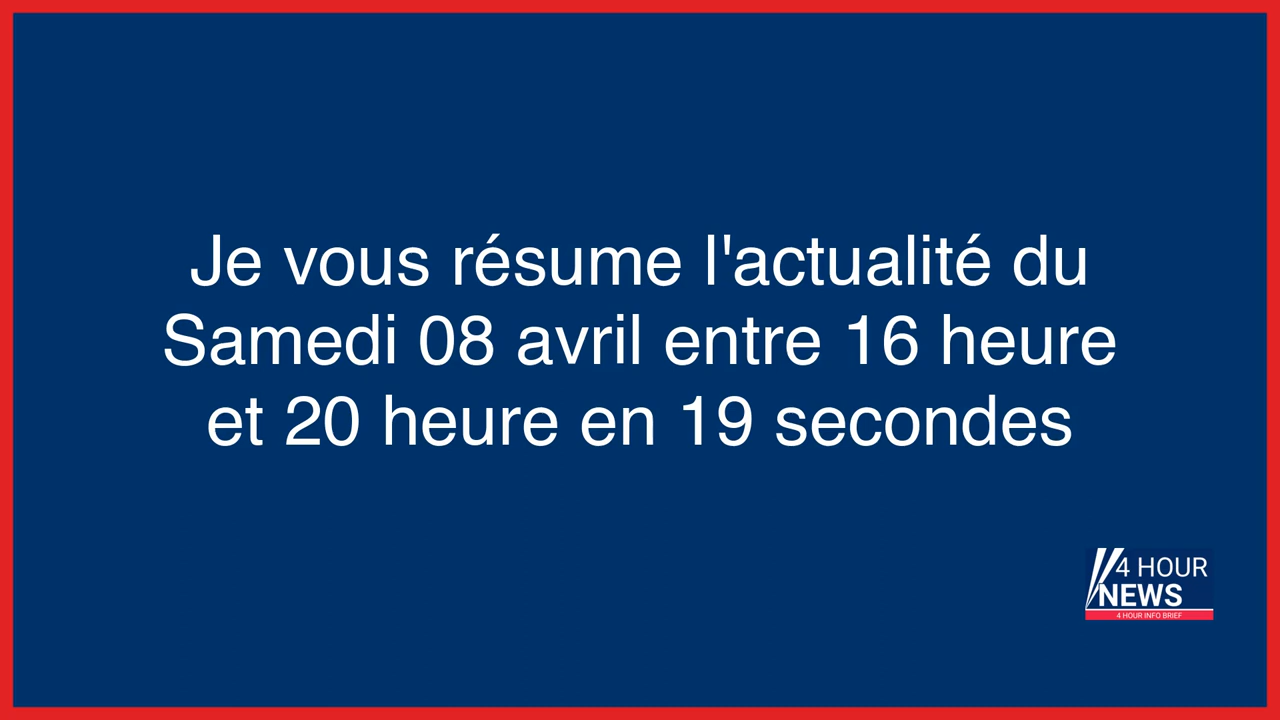 Je vous résume l'actualité du
Samedi 08 avril entre 16 heure
et 20 heure en 19 secondes
4 HOUR
NEWS
4 HOUR INFO BRIEF